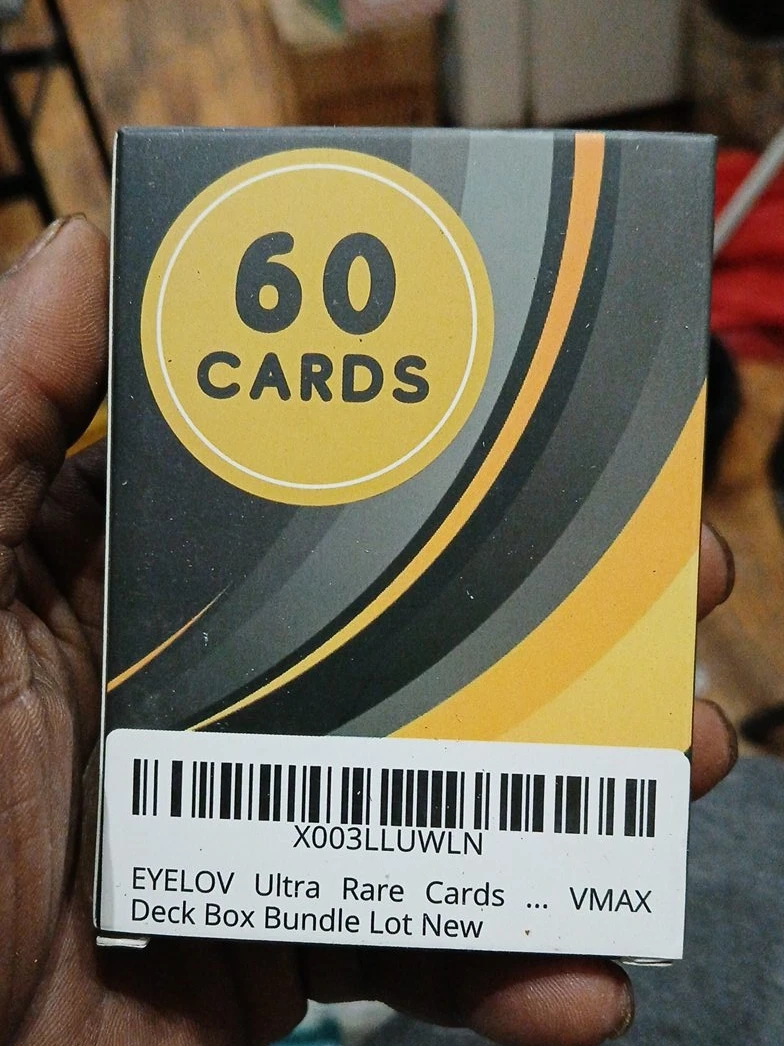 60
CARDS
X003LLUWLN
EYELOV Ultra Rare Cards ... VMAX
Deck Box Bundle Lot New